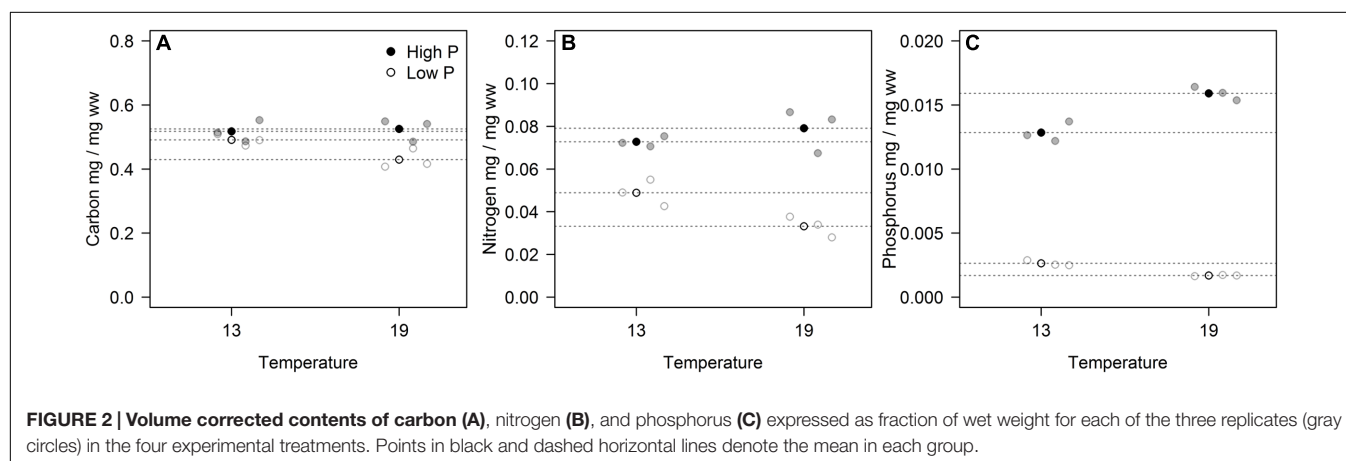 A
High P
Low P
0.8
0.6
0.4
0.2
0.0
Carbon mg / mg ww
13
19
Temperature
B
0.12
0.10
0.08
0.06
0.04
0.02
0.00
Nitrogen mg / mg ww
13
19
Temperature
C
0.020
0.015
0.010
0.005
0.000
Phosphorus mg / mg ww
13
19
Temperature
FIGURE 2 | Volume corrected contents of carbon (A), nitrogen (B), and phosphorus (C) expressed as fraction of wet weight for each of the three replicates (gray
circles) in the four experimental treatments. Points in black and dashed horizontal lines denote the mean in each group.